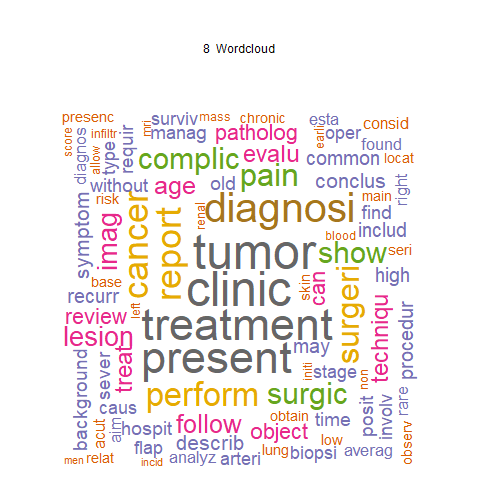 8 Wordcloud
presenc
surviv
mass
chronic
esta
consid
score
infiltr
diagnos
allow
type
requir
mri
manag
patholog
earli
oper
found
complic
evalu
common
locat
without
age
old
pain
conclus
right
symptom
risk
imag
cancer
report
renal
diagnosi
main
find
includ
blood
tumor
show
seri
base
recurr
left
clinic
skin
can
surgeri
high
techniqu
procedur
review
lesion
treatment
treat
present
may
background
sever
initi
stage
non
caus
perform
surgic
posit
involv
rare
acut
aim
hospit
follow
obtain
object
time
observ
flap
describ
low
men
relat
incid
analyz
arteri
lung
biopsi
averag